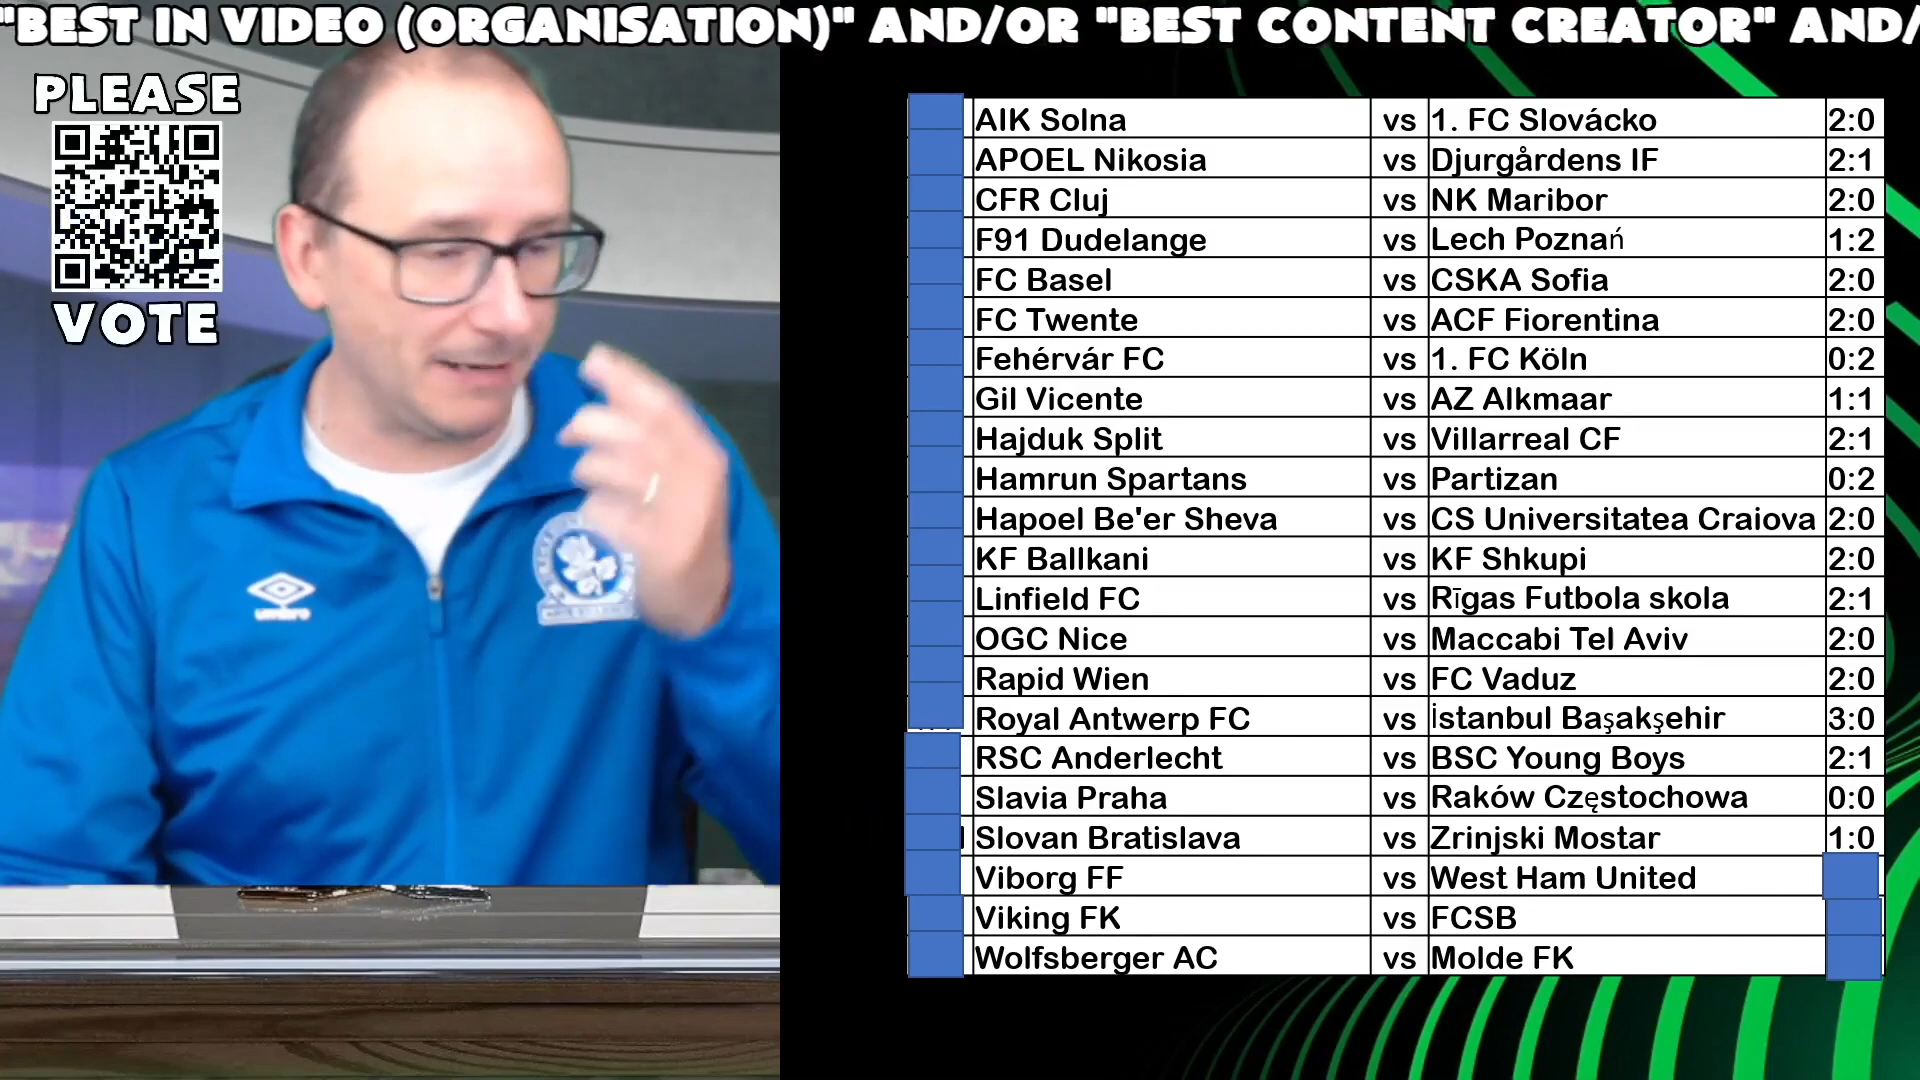 "BEST IN VIDEO (ORGANISATION)" AND/OR "BEST CONTENT CREATOR" AND/
PLEASE
VOTE
umbro
AIK Solna vs 1. FC Slovácko 2:0
APOEL Nikosia vs Djurgårdens IF 2:1
CFR Cluj vs NK Maribor 2:0
F91 Dudelange vs Lech Poznań 1:2
FC Basel vs CSKA Sofia 2:0
FC Twente vs ACF Fiorentina 2:0
Fehérvár FC vs 1. FC Köln 0:2
Gil Vicente vs AZ Alkmaar 1:1
Hajduk Split vs Villarreal CF 2:1
Hamrun Spartans vs Partizan 0:2
Hapoel Be'er Sheva vs CS Universitatea Craiova 2:0
KF Ballkani vs KF Shkupi 2:0
Linfield FC vs Rīgas Futbola skola 2:1
OGC Nice vs Maccabi Tel Aviv 2:0
Rapid Wien vs FC Vaduz 2:0
Royal Antwerp FC vs İstanbul Başakşehir 3:0
RSC Anderlecht vs BSC Young Boys 2:1
Slavia Praha vs Raków Częstochowa 0:0
Slovan Bratislava vs Zrinjski Mostar 1:0
Viborg FF vs West Ham United
Viking FK vs FCSB
Wolfsberger AC vs Molde FK